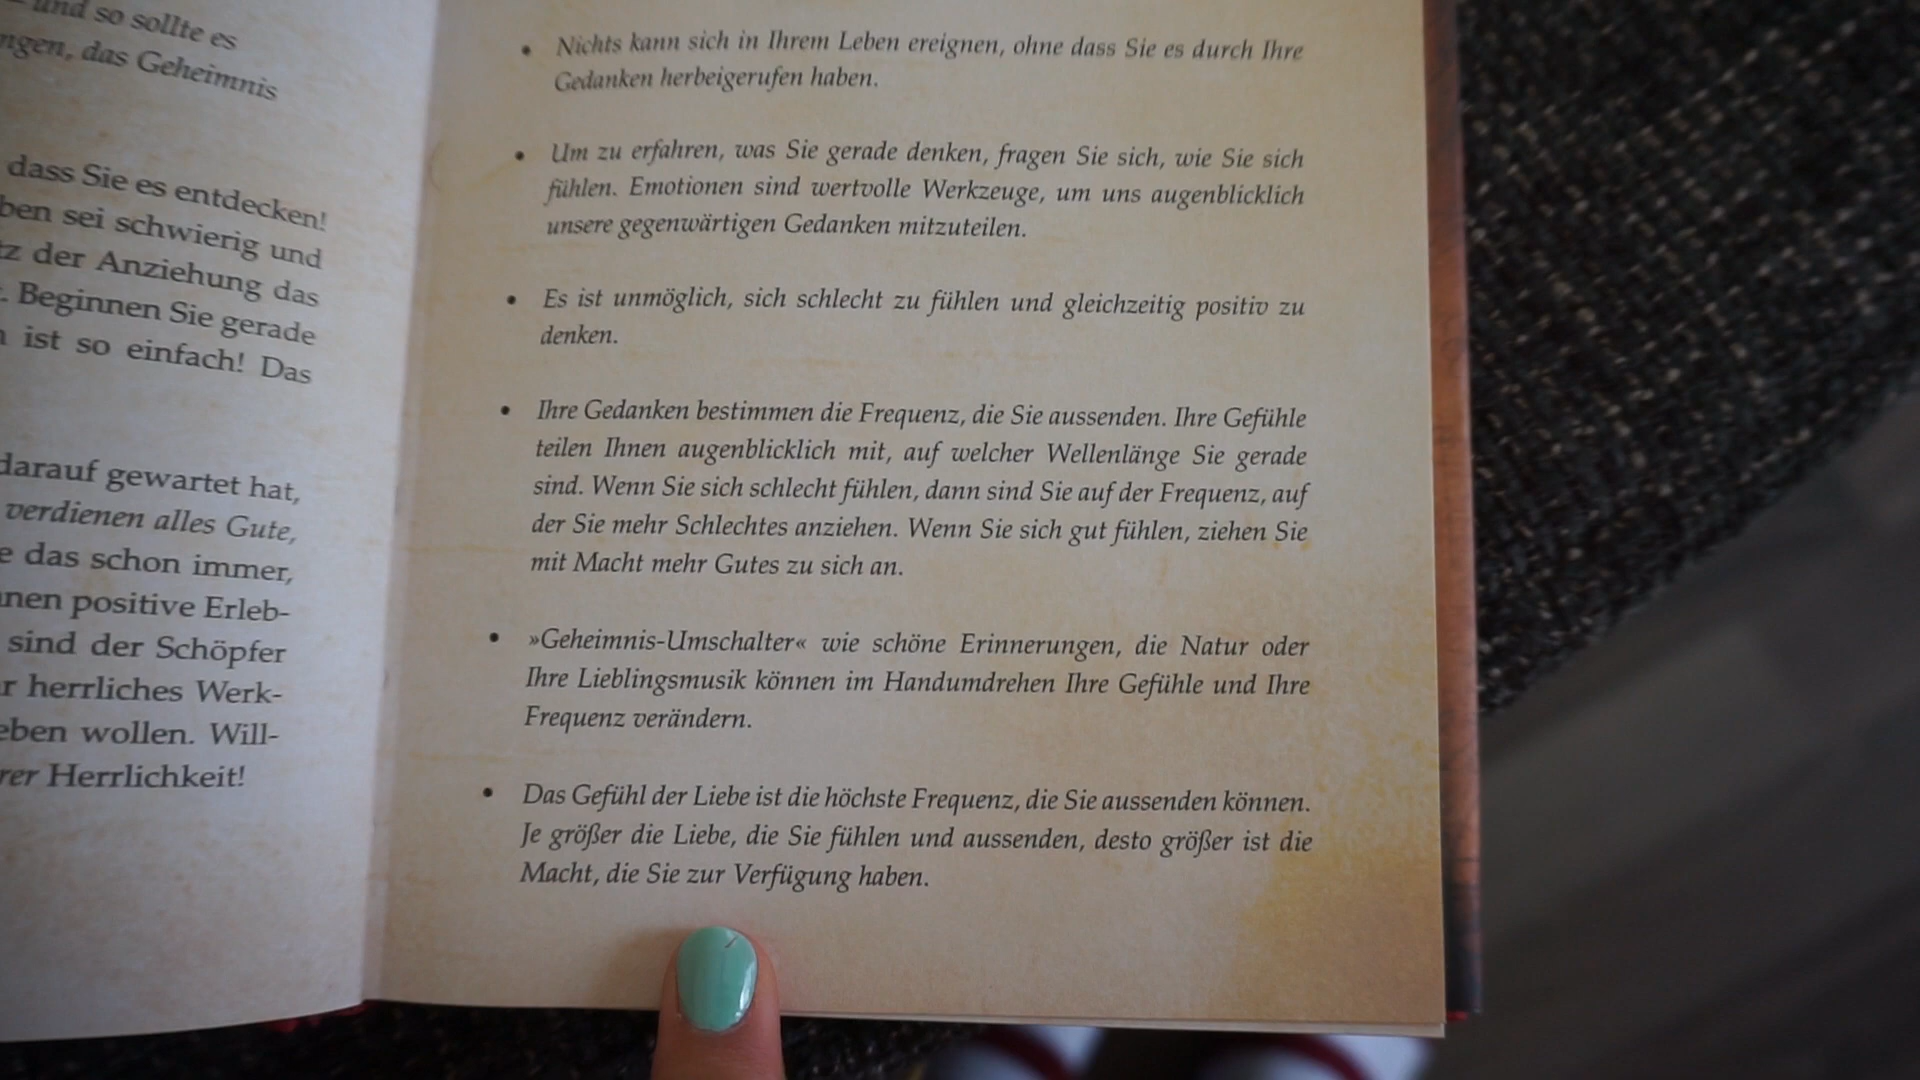 und so sollte es
das Geheimnis
dass Sie es entdecken!
sei schwierig und
der Anziehung das
Beginnen Sie gerade
ist so einfach! Das
darauf gewartet hat,
verdienen alles Gute,
das schon immer,
positive Erleb-
sind der Schöpfer
herrliches Werk-
wollen. Will-
Herrlichkeit!
• Nichts kann sich in Ihrem Leben ereignen, ohne dass Sie es durch Ihre
Gedanken herbeigerufen haben.
• Um zu erfahren, was Sie gerade denken, fragen Sie sich, wie Sie sich
fühlen. Emotionen sind wertvolle Werkzeuge, um uns augenblicklich
unsere gegenwärtigen Gedanken mitzuteilen.
• Es ist unmöglich, sich schlecht zu fühlen und gleichzeitig positiv zu
denken.
• Ihre Gedanken bestimmen die Frequenz, die Sie aussenden. Ihre Gefühle
teilen Ihnen augenblicklich mit, auf welcher Wellenlänge Sie gerade
sind. Wenn Sie sich schlecht fühlen, dann sind Sie auf der Frequenz, auf
der Sie mehr Schlechtes anziehen. Wenn Sie sich gut fühlen, ziehen Sie
mit Macht mehr Gutes zu sich an.
• »Geheimnis-Umschalter« wie schöne Erinnerungen, die Natur oder
Ihre Lieblingsmusik können im Handumdrehen Ihre Gefühle und Ihre
Frequenz verändern.
• Das Gefühl der Liebe ist die höchste Frequenz, die Sie aussenden können.
Je größer die Liebe, die Sie fühlen und aussenden, desto größer ist die
Macht, die Sie zur Verfügung haben.